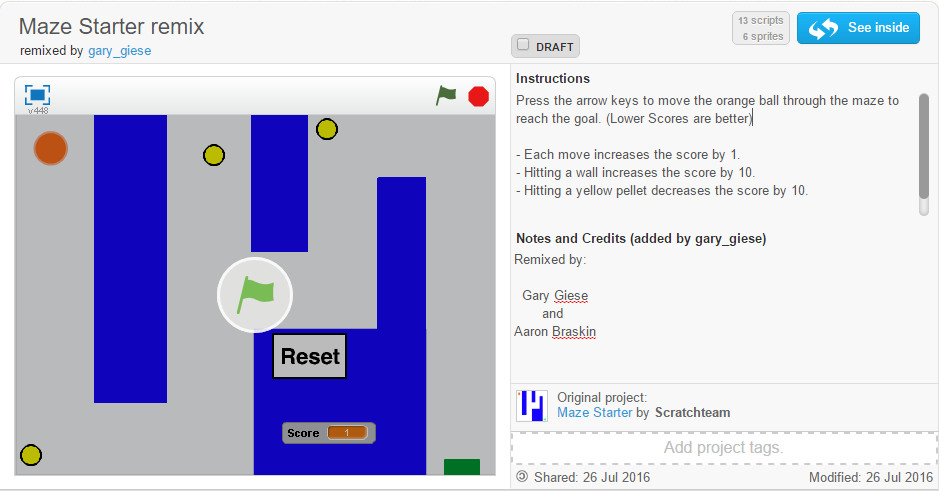 Maze Starter remix
remixed by gary_giese
DRAFT
13 scripts
6 sprites
See inside
v448
Reset
Score 1
Instructions
Press the arrow keys to move the orange ball through the maze to
reach the goal. (Lower Scores are better)
- Each move increases the score by 1.
- Hitting a wall increases the score by 10.
- Hitting a yellow pellet decreases the score by 10.
Notes and Credits (added by gary_giese)
Remixed by:
Gary Giese
and
Aaron Braskin
Original project:
Maze Starter by Scratchteam
Add project tags.
Shared: 26 Jul 2016 Modified: 26 Jul 2016